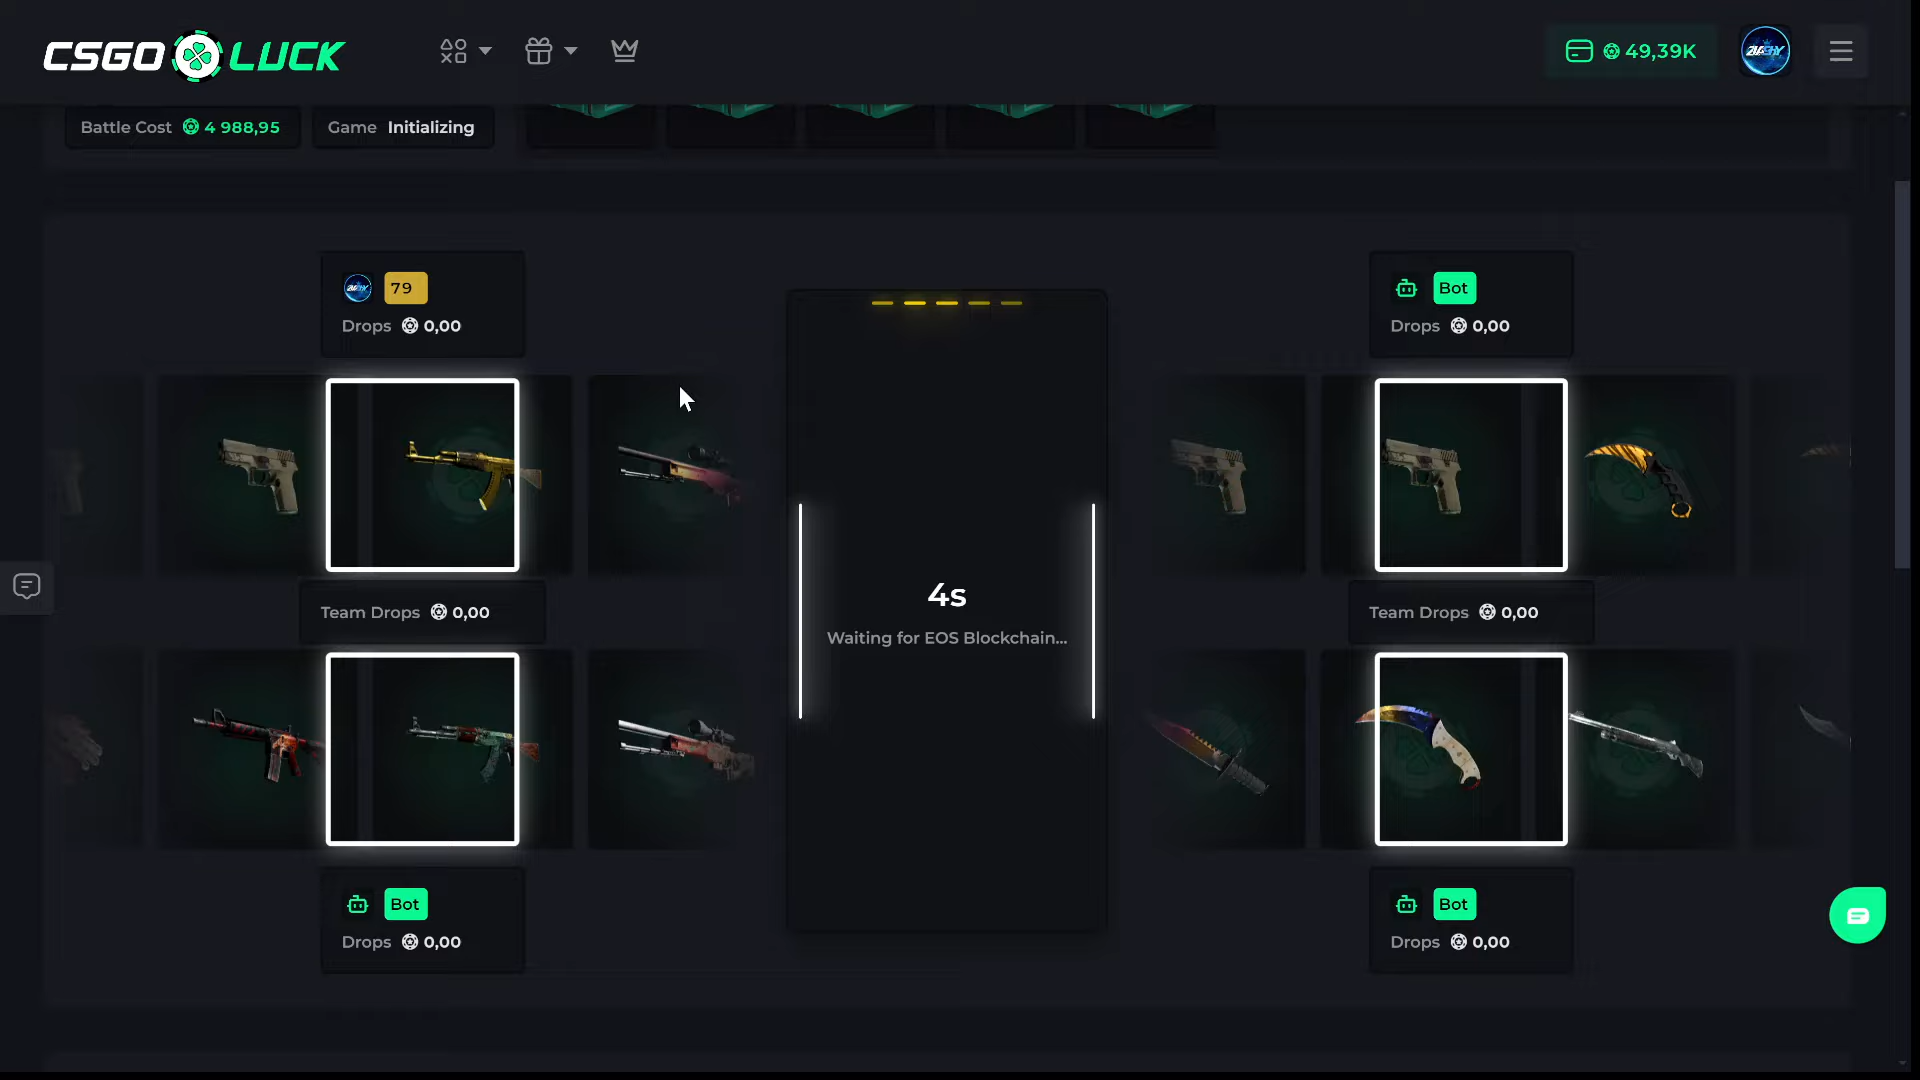 CSGO LUCK
49,39K
Battle Cost 4 988,95
Game Initializing
79
Drops 0,00
Bot
Drops 0,00
4s
Waiting for EOS Blockchain...
Team Drops 0,00
Team Drops 0,00
Bot
Drops 0,00
Bot
Drops 0,00